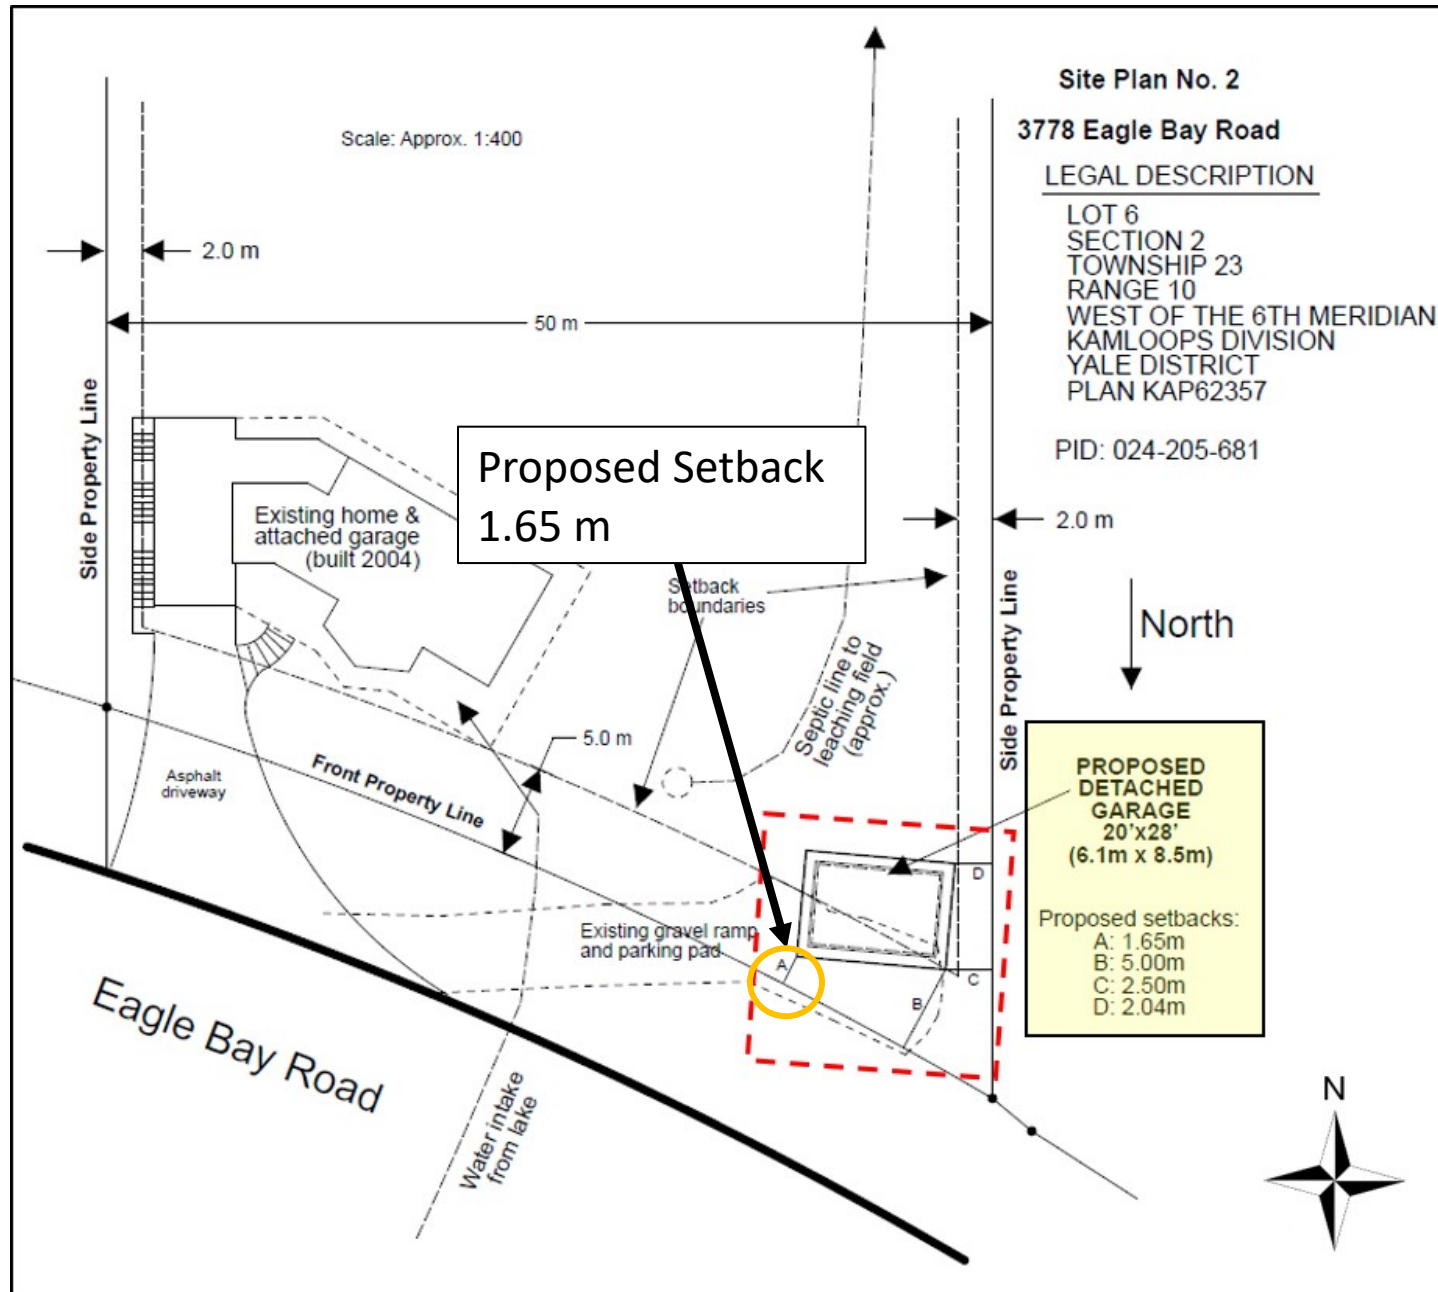 Site Plan No. 2
3778 Eagle Bay Road
Scale: Approx. 1:400
LEGAL DESCRIPTION
LOT 6
SECTION 2
TOWNSHIP 23
RANGE 10
WEST OF THE 6TH MERIDIAN
KAMLOOPS DIVISION
YALE DISTRICT
PLAN KAP62357
PID: 024-205-681
2.0 m
50 m
Side Property Line
Proposed Setback
1.65 m
Existing home &
attached garage
(built 2004)
2.0 m
Setback
boundaries
Side Property Line
North
Septic line to
leaching field
(approx.)
5.0 m
Front Property Line
Asphalt
driveway
PROPOSED
DETACHED
GARAGE
20'x28'
(6.1m x 8.5m)
Proposed setbacks:
A: 1.65m
B: 5.00m
C: 2.50m
D: 2.04m
D
Existing gravel ramp
and parking pad
A
C
B
Eagle Bay Road
Water intake
from lake
N